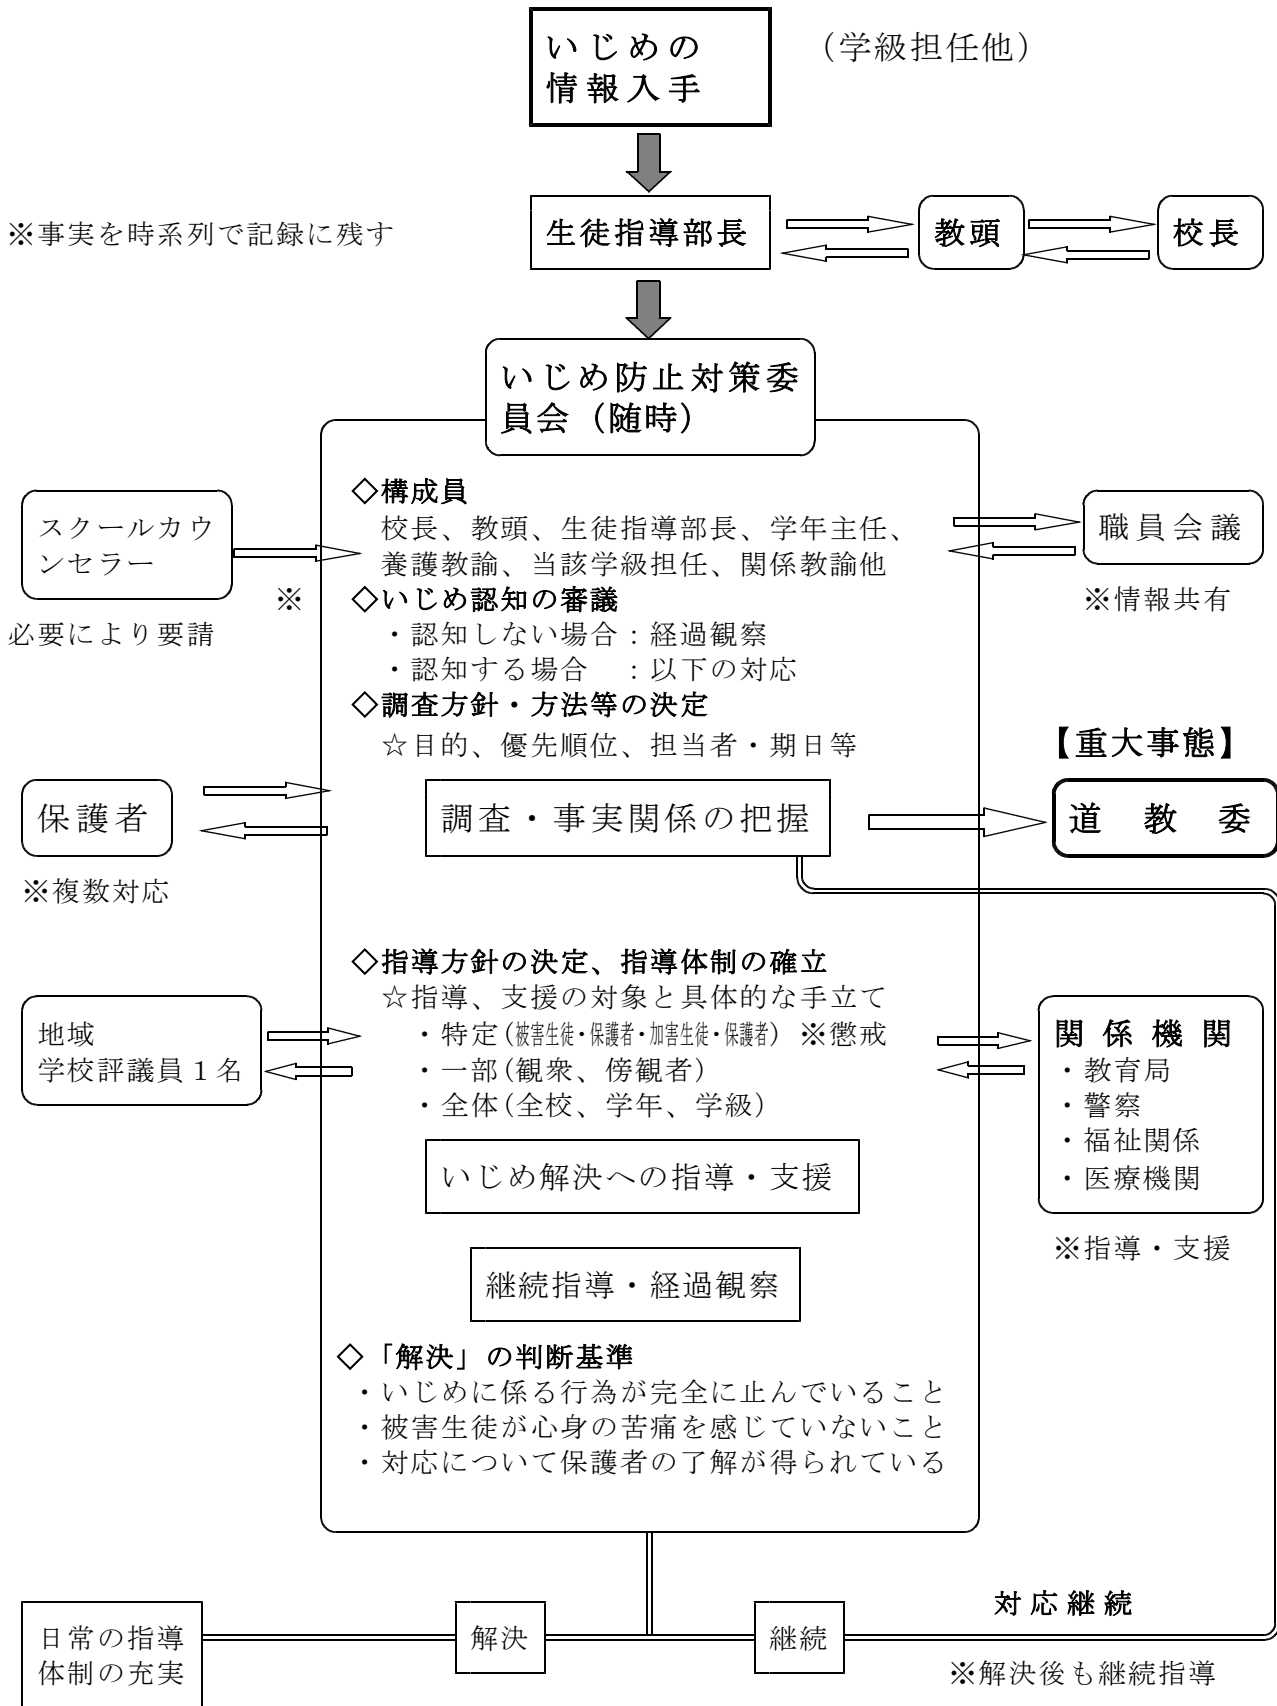 いじめの
情報入手
（学級担任他）
※事実を時系列で記録に残す
生徒指導部長
教頭
校長
いじめ防止対策委
員会（随時）
◇構成員
校長、教頭、生徒指導部長、学年主任、
養護教諭、当該学級担任、関係教諭他
スクールカウ
ンセラー
※
必要により要請
職員会議
※情報共有
◇いじめ認知の審議
・認知しない場合：経過観察
・認知する場合　：以下の対応
◇調査方針・方法等の決定
☆目的、優先順位、担当者・期日等
【重大事態】
保護者
※複数対応
調査・事実関係の把握
道　教　委
◇指導方針の決定、指導体制の確立
☆指導、支援の対象と具体的な手立て
・特定(被害生徒・保護者・加害生徒・保護者)　※懲戒
・一部(観衆、傍観者)
・全体(全校、学年、学級)
地域
学校評議員１名
関係機関
・教育局
・警察
・福祉関係
・医療機関
※指導・支援
いじめ解決への指導・支援
継続指導・経過観察
◇「解決」の判断基準
・いじめに係る行為が完全に止んでいること
・被害生徒が心身の苦痛を感じていないこと
・対応について保護者の了解が得られている
日常の指導
体制の充実
解決
継続
対応継続
※解決後も継続指導